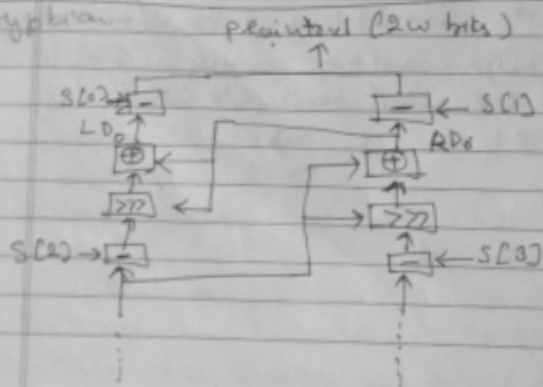 plaintext (2w bits)
S[0]
-
-
S[1]
LD0
⊕
⊕
RD0
>>>
>>>
S[2]
-
-
S[3]